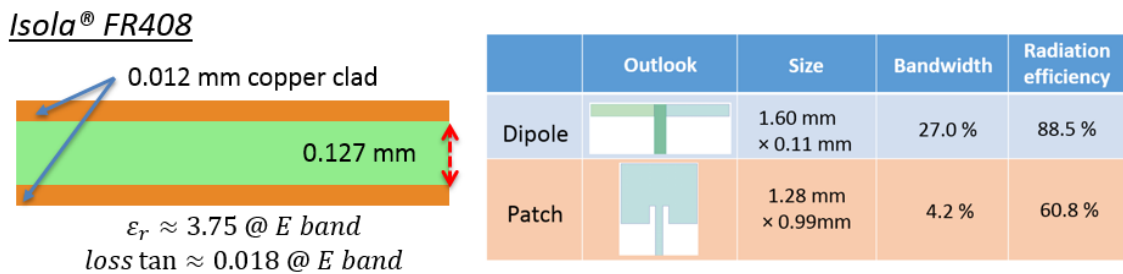 Isola® FR408
0.012 mm copper clad
0.127 mm
εᵣ ≈ 3.75 @ E band
loss tan ≈ 0.018 @ E band
Outlook Size Bandwidth Radiation
efficiency
Dipole 1.60 mm
× 0.11 mm 27.0 % 88.5 %
Patch 1.28 mm
× 0.99mm 4.2 % 60.8 %